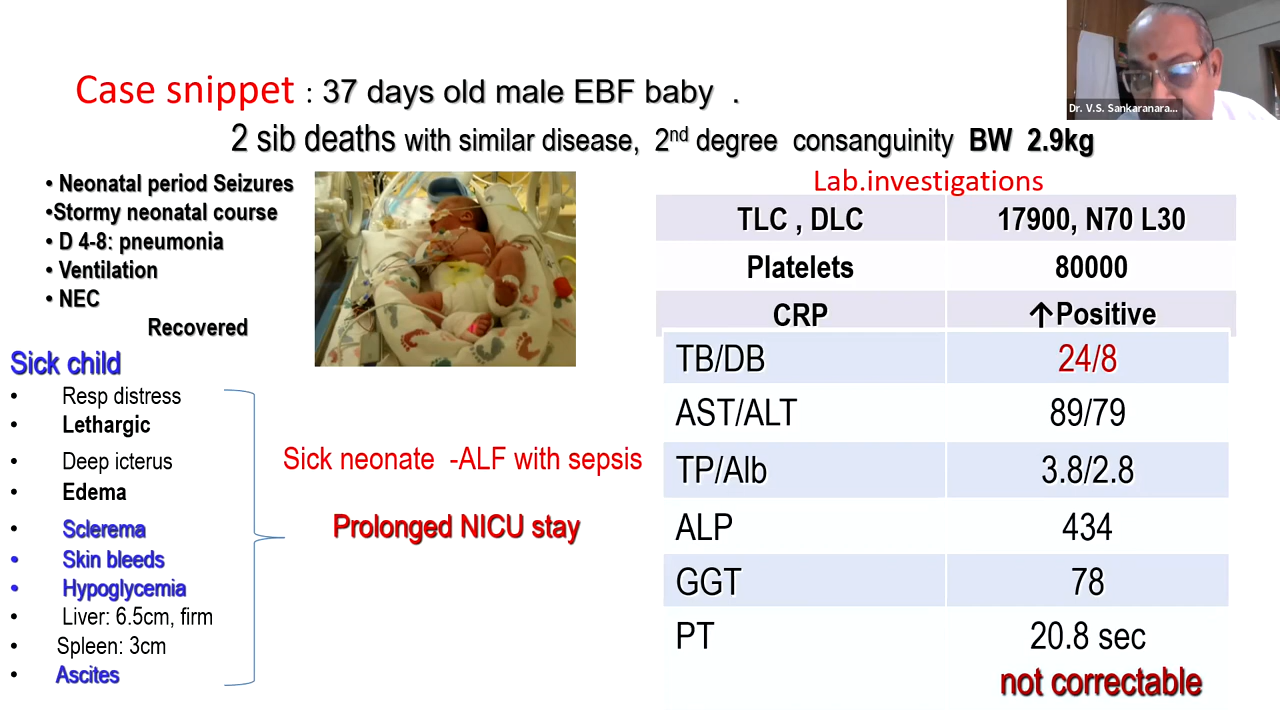 Case snippet : 37 days old male EBF baby .
2 sib deaths with similar disease, 2nd degree consanguinity BW 2.9kg
Dr. V.S. Sankaranara...
• Neonatal period Seizures
•Stormy neonatal course
• D 4-8: pneumonia
• Ventilation
• NEC
Recovered
Sick child
• Resp distress
• Lethargic
• Deep icterus
• Edema
• Sclerema
• Skin bleeds
• Hypoglycemia
• Liver: 6.5cm, firm
• Spleen: 3cm
• Ascites
Sick neonate -ALF with sepsis
Prolonged NICU stay
Lab.investigations
TLC , DLC 17900, N70 L30
Platelets 80000
CRP ↑Positive
TB/DB 24/8
AST/ALT 89/79
TP/Alb 3.8/2.8
ALP 434
GGT 78
PT 20.8 sec
not correctable